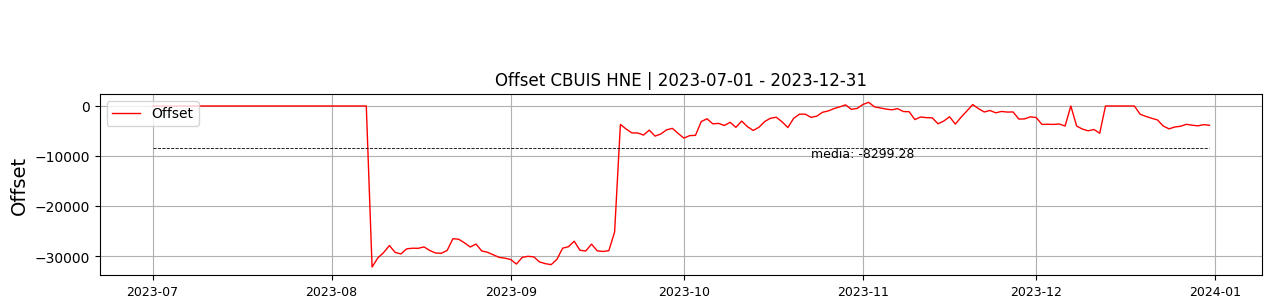 Offset CBUIS HNE | 2023-07-01 - 2023-12-31
Offset
Offset
0
−10000
−20000
−30000
media: -8299.28
2023-07
2023-08
2023-09
2023-10
2023-11
2023-12
2024-01